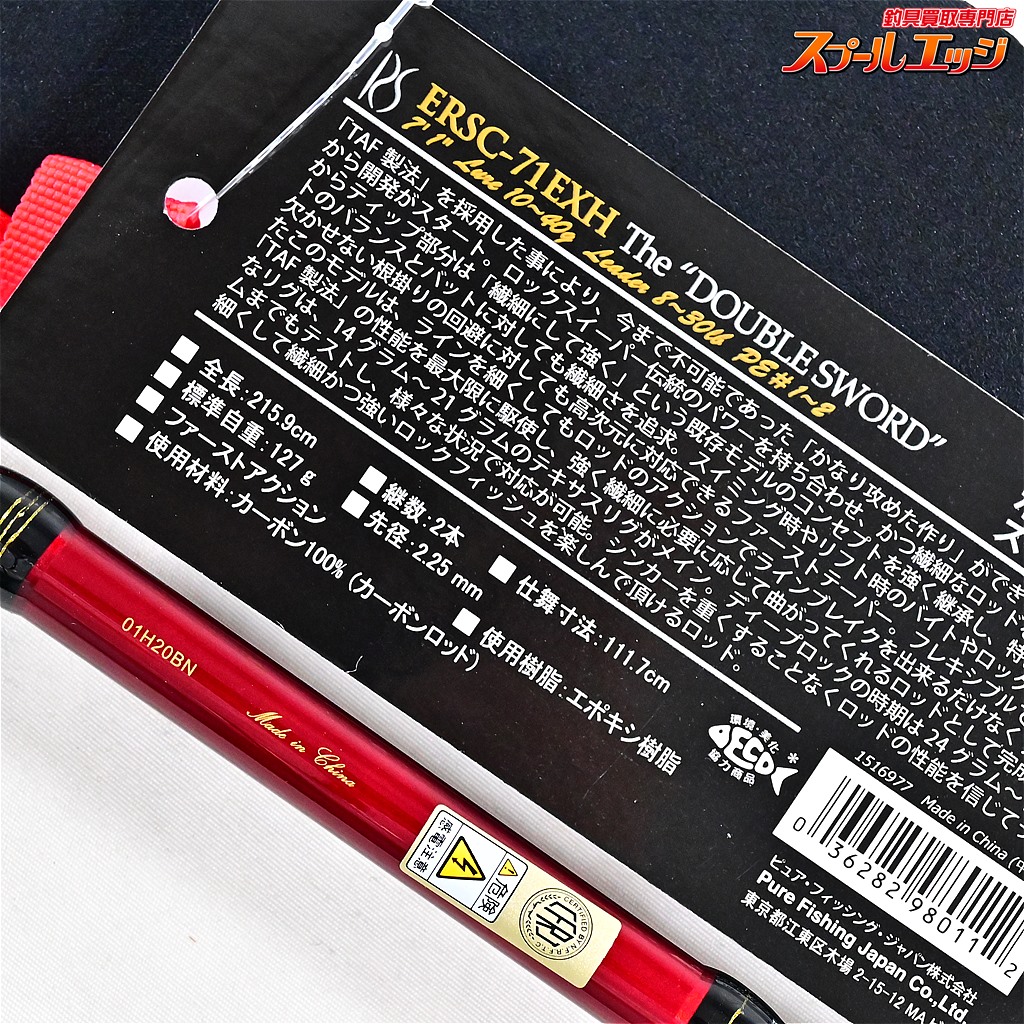 釣具買取専門店
スプールエッジ
RS
ERSC-71EXH The “DOUBLE SWORD”
7'1" Lure 10~40g Leader 8~30lb PE#1~2
「TAF 製法」を採用した事により、今まで不可能であった「かなり攻めた作り」ができ
から開発がスタート。ロックスイーパー伝統のパワーを持ち合わせ、かつ繊細なロッド
からティップ部分は「繊細にして強く」という既存モデルのコンセプトを強く継承し、特
トのバランスとバットに対しても繊細さを追求。スイミング時やリフト時のバイトやロッ
欠かせない根掛りの回避に対しても高次元に対応できるファーストテーパー。フレキシブルで
たこのモデルは、ラインを細くしてもロッドのアクションでラインブレイクを出来るだけなく
「TAF 製法」の性能を最大限に駆使し、強く繊細に必要に応じて曲がってくれるロッドとして完成
なリグは、14グラム～21グラムのテキサスリグがメイン。ディープロックの時期は24グラム～
ムまでもテストし、様々な状況で対応が可能。シンカーを重くすることなくロッドの性能を信じて
細くして繊細かつ強いロックフィッシュを楽しんで頂けるロッド。
■全長：215.9cm
■標準自重：127g
■ファーストアクション
■使用材料：カーボン100% (カーボンロッド)
■継数：2本
■先径：2.25 mm
■仕舞寸法：111.7cm
■使用樹脂：エポキシ樹脂
環境・美化
ECO
協力商品
1516977 Made in China
0 36282 98011 2
ピュア・フィッシング・ジャパン株式会社
Pure Fishing Japan Co.,Ltd.
東京都江東区木場 2-15-12 MA
01H20BN
Made in China
感電注意
危険
CERTIFIED BY N.F.R.T.C